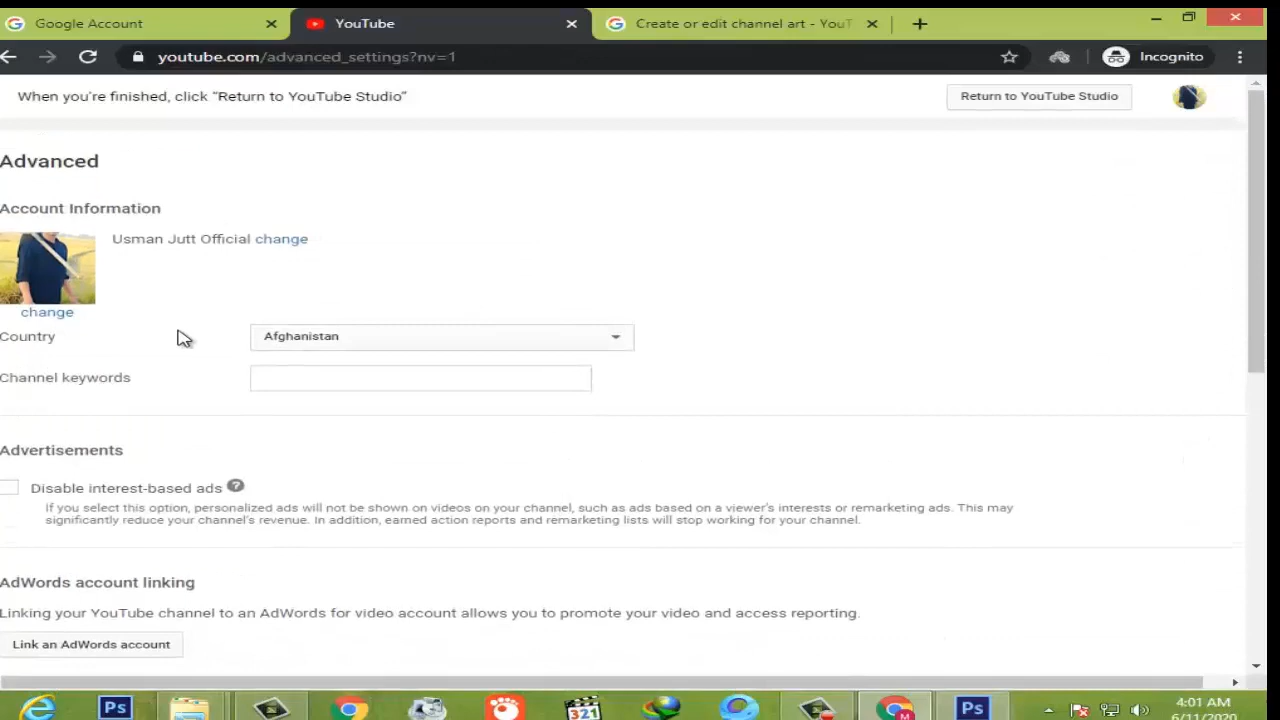 Google Account
YouTube
Create or edit channel art - YouT
youtube.com/advanced_settings?nv=1
Incognito
When you're finished, click "Return to YouTube Studio"
Return to YouTube Studio
Advanced
Account Information
Usman Jutt Official change
change
Country
Afghanistan
Channel keywords
Advertisements
Disable interest-based ads ?
If you select this option, personalized ads will not be shown on videos on your channel, such as ads based on a viewer's interests or remarketing ads. This may
significantly reduce your channel's revenue. In addition, earned action reports and remarketing lists will stop working for your channel.
AdWords account linking
Linking your YouTube channel to an AdWords for video account allows you to promote your video and access reporting.
Link an AdWords account
Ps
321
M
Ps
4:01 AM
6/11/2020